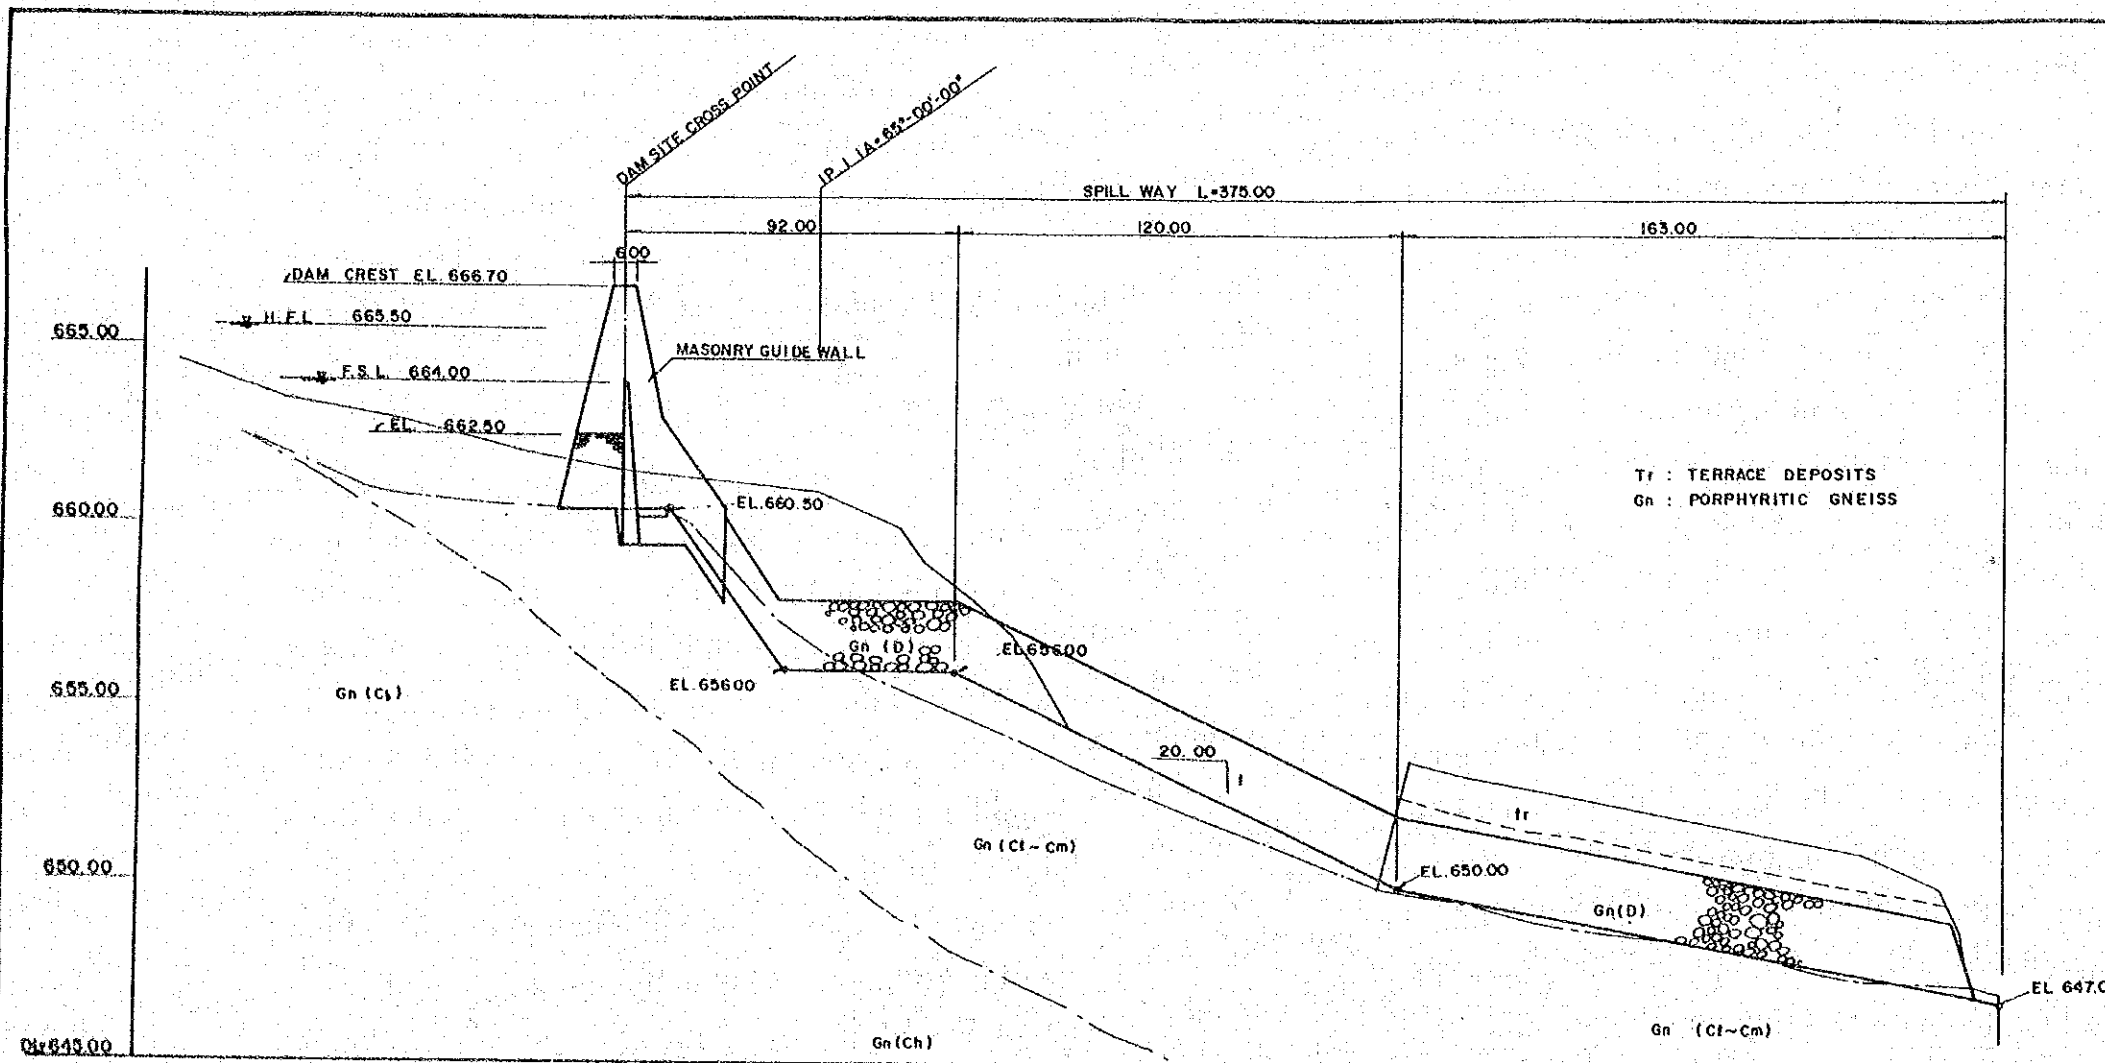 DAM SITE CROSS POINT
IP. 1 IA=65°-00'-00"
SPILL WAY L=375.00
92.00
120.00
163.00
6.00
DAM CREST EL. 666.70
H.F.L 665.50
665.00
MASONRY GUIDE WALL
F.S.L. 664.00
EL. 662.50
Tr : TERRACE DEPOSITS
Gn : PORPHYRITIC GNEISS
660.00
EL.660.50
Gn (D)
EL.656.00
EL.656.00
655.00
20.00
1
tr
Gn (Cl~Cm)
650.00
EL.650.00
Gn(D)
EL 647.0
Gn (Cl~Cm)
645.00
Gn(Ch)